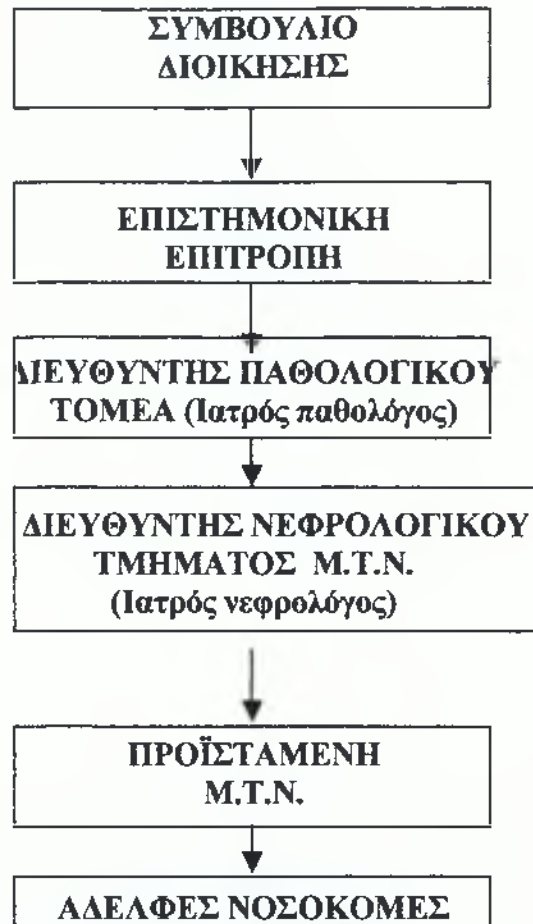 ΣΥΜΒΟΥΛΙΟ
ΔΙΟΙΚΗΣΗΣ
ΕΠΙΣΤΗΜΟΝΙΚΗ
ΕΠΙΤΡΟΠΗ
ΔΙΕΥΘΥΝΤΗΣ ΠΑΘΟΛΟΓΙΚΟΥ
ΤΟΜΕΑ (Ιατρός παθολόγος)
ΔΙΕΥΘΥΝΤΗΣ ΝΕΦΡΟΛΟΓΙΚΟΥ
ΤΜΗΜΑΤΟΣ Μ.Τ.Ν.
(Ιατρός νεφρολόγος)
ΠΡΟΪΣΤΑΜΕΝΗ
Μ.Τ.Ν.
ΑΔΕΛΦΕΣ ΝΟΣΟΚΟΜΕΣ